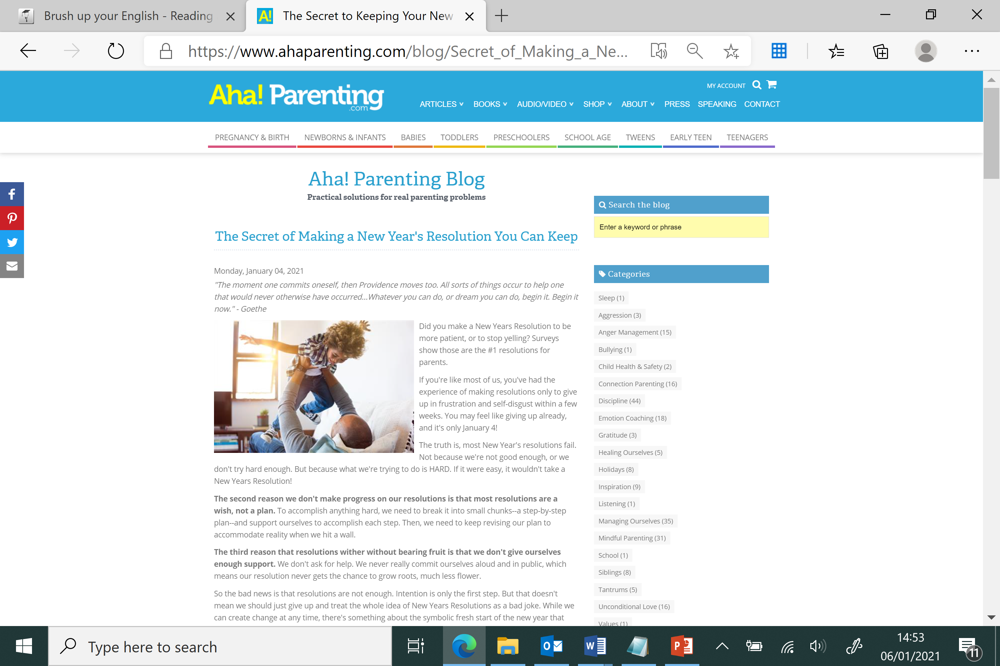 Brush up your English - Reading
The Secret to Keeping Your New
https://www.ahaparenting.com/blog/Secret_of_Making_a_Ne...
MY ACCOUNT
Aha! Parenting
.com
ARTICLES BOOKS AUDIO/VIDEO SHOP ABOUT PRESS SPEAKING CONTACT
PREGNANCY & BIRTH NEWBORNS & INFANTS BABIES TODDLERS PRESCHOOLERS SCHOOL AGE TWEENS EARLY TEEN TEENAGERS
Aha! Parenting Blog
Practical solutions for real parenting problems
The Secret of Making a New Year's Resolution You Can Keep
Monday, January 04, 2021
"The moment one commits oneself, then Providence moves too. All sorts of things occur to help one
that would never otherwise have occurred...Whatever you can do, or dream you can do, begin it. Begin it
now." - Goethe
Did you make a New Years Resolution to be
more patient, or to stop yelling? Surveys
show those are the #1 resolutions for
parents.
If you're like most of us, you've had the
experience of making resolutions only to give
up in frustration and self-disgust within a few
weeks. You may feel like giving up already,
and it's only January 4!
The truth is, most New Year's resolutions fail.
Not because we're not good enough, or we
don't try hard enough. But because what we're trying to do is HARD. If it were easy, it wouldn't take a
New Years Resolution!
The second reason we don't make progress on our resolutions is that most resolutions are a
wish, not a plan. To accomplish anything hard, we need to break it into small chunks--a step-by-step
plan--and support ourselves to accomplish each step. Then, we need to keep revising our plan to
accommodate reality when we hit a wall.
The third reason that resolutions wither without bearing fruit is that we don't give ourselves
enough support. We don't ask for help. We never really commit ourselves aloud and in public, which
means our resolution never gets the chance to grow roots, much less flower.
So the bad news is that resolutions are not enough. Intention is only the first step. But that doesn't
mean we should just give up and treat the whole idea of New Years Resolutions as a bad joke. While we
can create change at any time, there's something about the symbolic fresh start of the new year that
Search the blog
Enter a keyword or phrase
Categories
Sleep (1)
Aggression (3)
Anger Management (15)
Bullying (1)
Child Health & Safety (2)
Connection Parenting (16)
Discipline (44)
Emotion Coaching (18)
Gratitude (3)
Healing Ourselves (5)
Holidays (8)
Inspiration (9)
Listening (1)
Managing Ourselves (35)
Mindful Parenting (31)
School (1)
Siblings (8)
Tantrums (5)
Unconditional Love (16)
Values (1)
Type here to search
14:53
06/01/2021
11